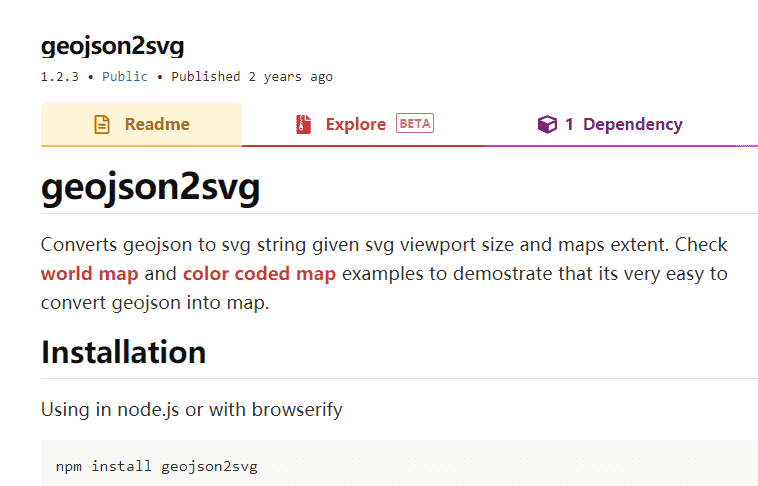 geojson2svg
1.2.3 • Public • Published 2 years ago
Readme Explore BETA 1 Dependency
geojson2svg
Converts geojson to svg string given svg viewport size and maps extent. Check
world map and color coded map examples to demostrate that its very easy to
convert geojson into map.
Installation
Using in node.js or with browserify
npm install geojson2svg